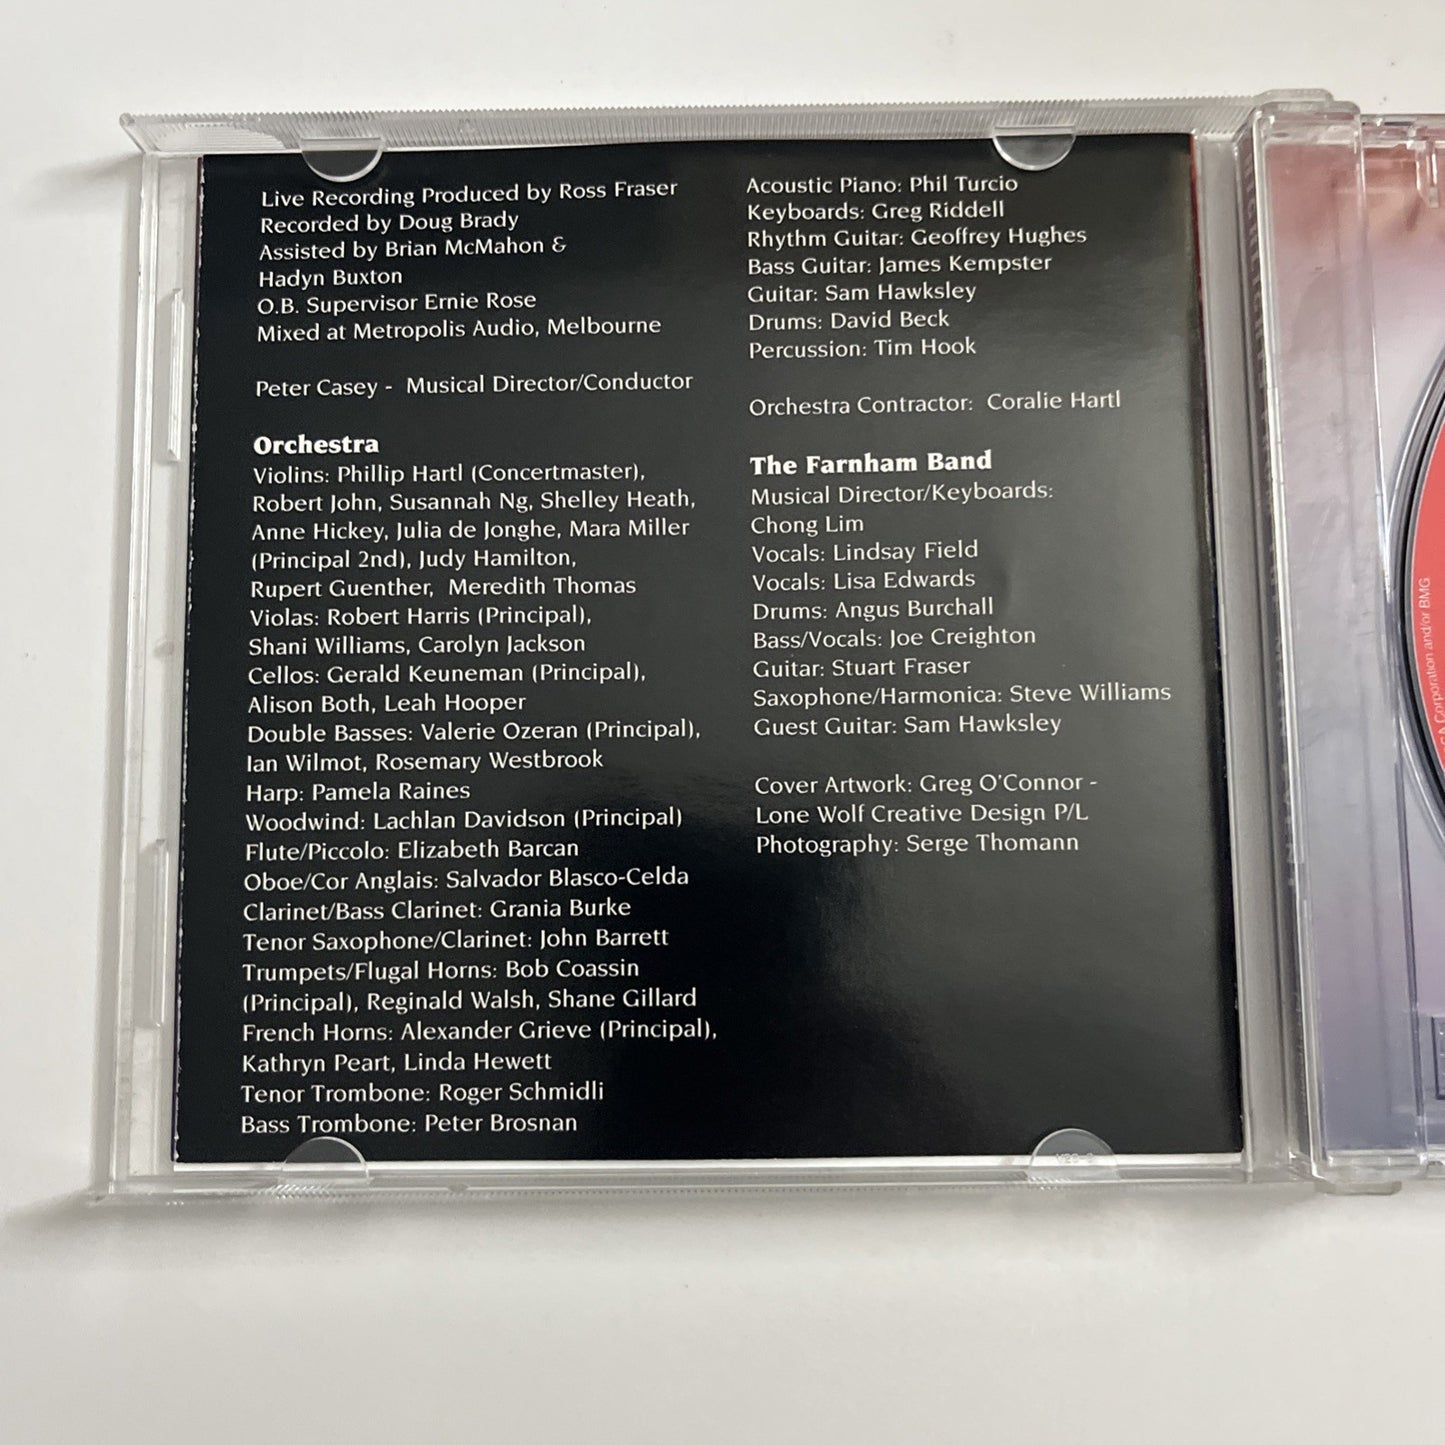 Live Recording Produced by Ross Fraser
Recorded by Doug Brady
Assisted by Brian McMahon &
Hadyn Buxton
O.B. Supervisor Ernie Rose
Mixed at Metropolis Audio, Melbourne
Peter Casey - Musical Director/Conductor
Orchestra
Violins: Phillip Hartl (Concertmaster),
Robert John, Susannah Ng, Shelley Heath,
Anne Hickey, Julia de Jonghe, Mara Miller
(Principal 2nd), Judy Hamilton,
Rupert Guenther, Meredith Thomas
Violas: Robert Harris (Principal),
Shani Williams, Carolyn Jackson
Cellos: Gerald Keuneman (Principal),
Alison Both, Leah Hooper
Double Basses: Valerie Ozeran (Principal),
Ian Wilmot, Rosemary Westbrook
Harp: Pamela Raines
Woodwind: Lachlan Davidson (Principal)
Flute/Piccolo: Elizabeth Barcan
Oboe/Cor Anglais: Salvador Blasco-Celda
Clarinet/Bass Clarinet: Grania Burke
Tenor Saxophone/Clarinet: John Barrett
Trumpets/Flugal Horns: Bob Coassin
(Principal), Reginald Walsh, Shane Gillard
French Horns: Alexander Grieve (Principal),
Kathryn Peart, Linda Hewett
Tenor Trombone: Roger Schmidli
Bass Trombone: Peter Brosnan
Acoustic Piano: Phil Turcio
Keyboards: Greg Riddell
Rhythm Guitar: Geoffrey Hughes
Bass Guitar: James Kempster
Guitar: Sam Hawksley
Drums: David Beck
Percussion: Tim Hook
Orchestra Contractor: Coralie Hartl
The Farnham Band
Musical Director/Keyboards:
Chong Lim
Vocals: Lindsay Field
Vocals: Lisa Edwards
Drums: Angus Burchall
Bass/Vocals: Joe Creighton
Guitar: Stuart Fraser
Saxophone/Harmonica: Steve Williams
Guest Guitar: Sam Hawksley
Cover Artwork: Greg O'Connor -
Lone Wolf Creative Design P/L
Photography: Serge Thomann
Corporation and/or BMG